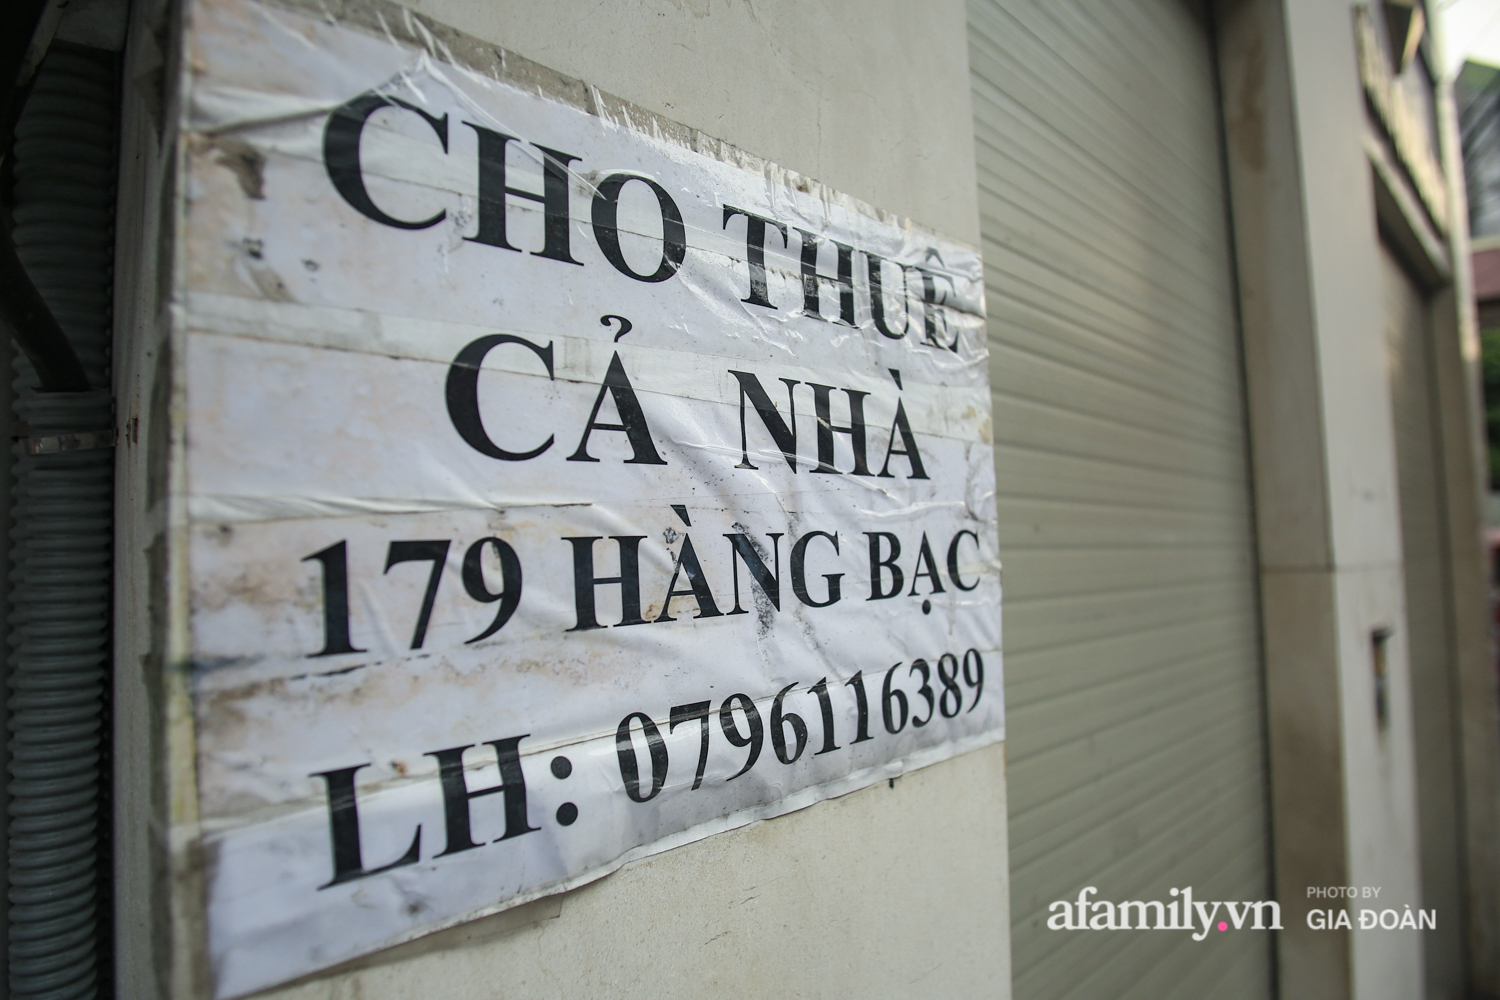 CHO THUÊ
CẢ NHÀ
179 HÀNG BẠC
LH: 0796116389
afamily.vn
PHOTO BY
GIA ĐOÀN